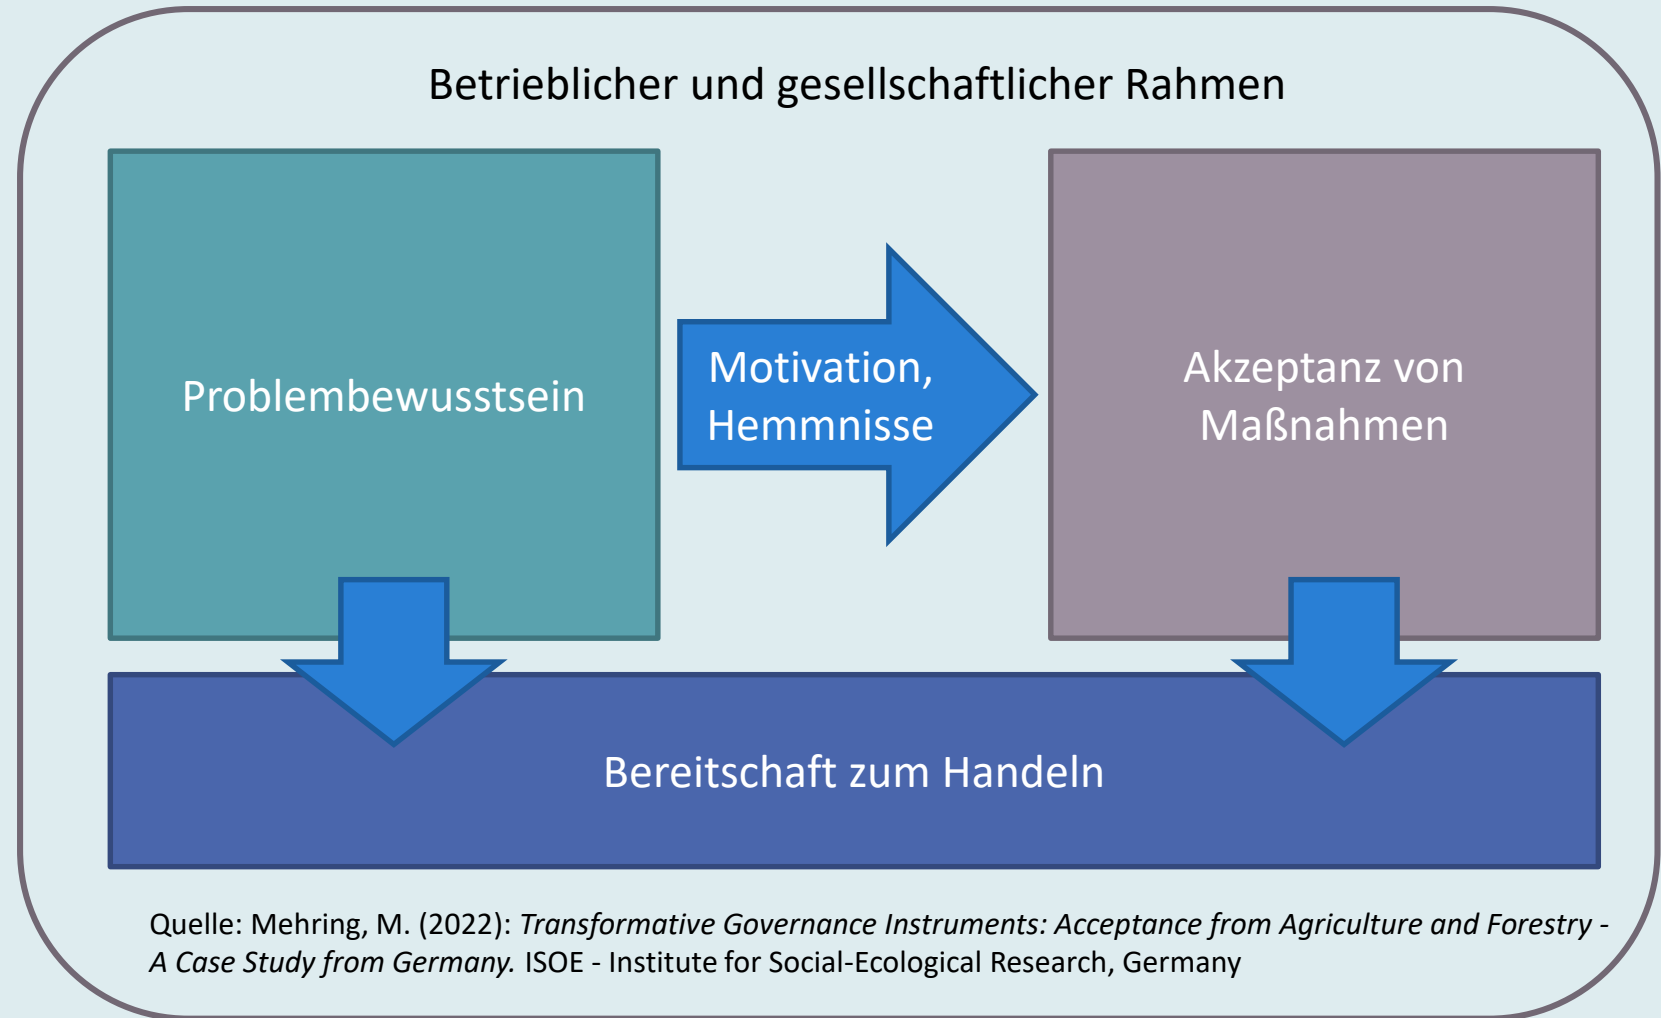 Betrieblicher und gesellschaftlicher Rahmen
Problembewusstsein
Motivation,
Hemmnisse
Akzeptanz von
Maßnahmen
Bereitschaft zum Handeln
Quelle: Mehring, M. (2022): Transformative Governance Instruments: Acceptance from Agriculture and Forestry -
A Case Study from Germany. ISOE - Institute for Social-Ecological Research, Germany